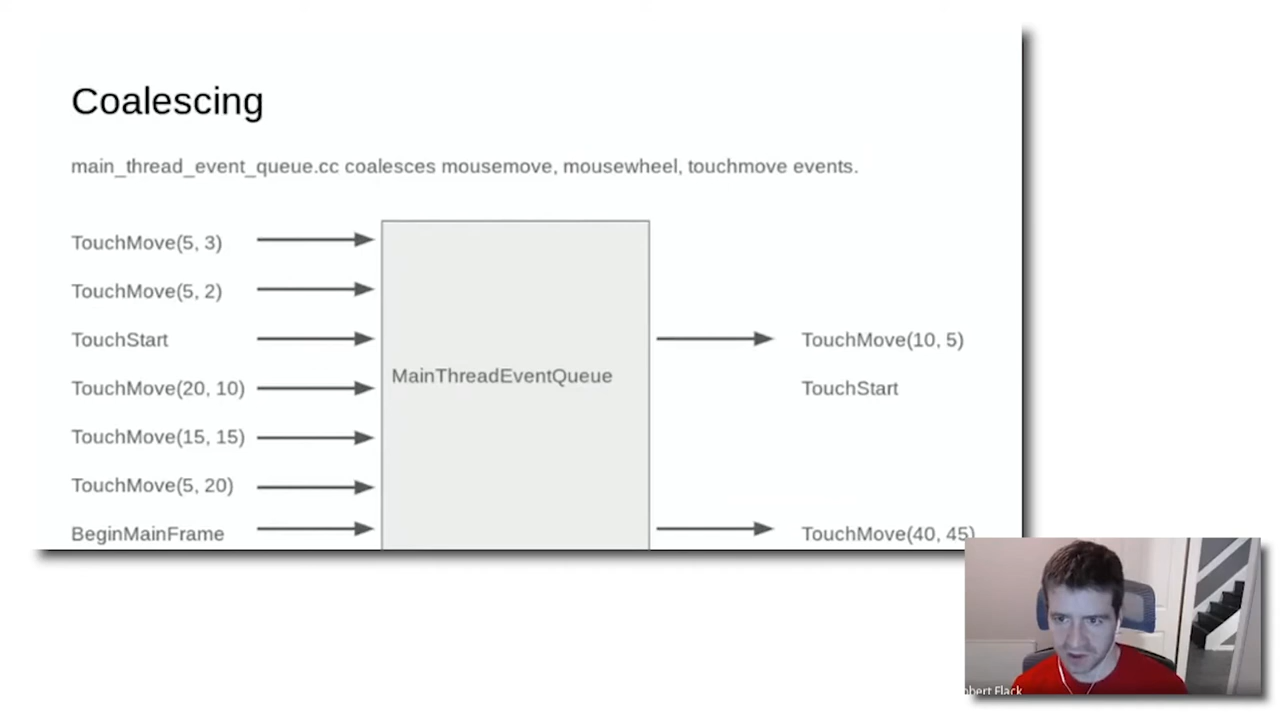 Coalescing
main_thread_event_queue.cc coalesces mousemove, mousewheel, touchmove events.
TouchMove(5, 3)
TouchMove(5, 2)
TouchStart
TouchMove(20, 10)
TouchMove(15, 15)
TouchMove(5, 20)
BeginMainFrame
MainThreadEventQueue
TouchMove(10, 5)
TouchStart
TouchMove(40, 45)
Flack